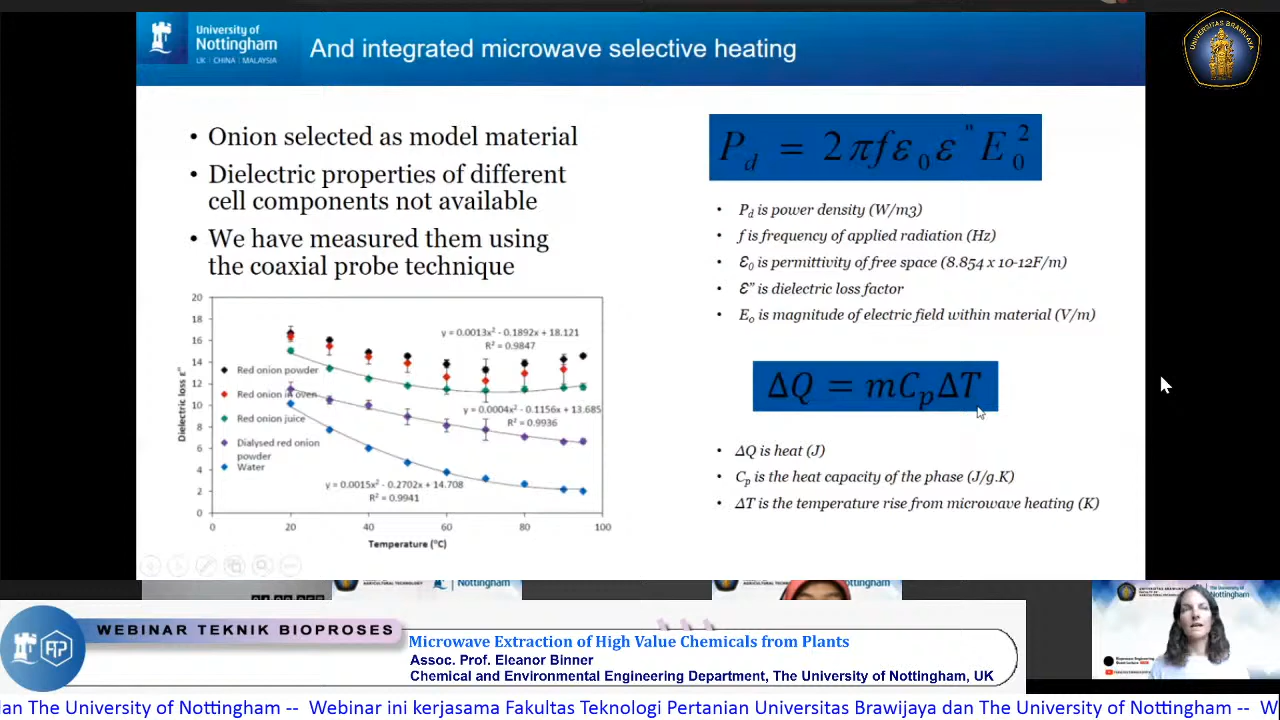 University of
Nottingham
UK | CHINA | MALAYSIA
And integrated microwave selective heating
UNIVERSITAS BRAWIJAYA
• Onion selected as model material
• Dielectric properties of different
cell components not available
• We have measured them using
the coaxial probe technique
P_d = 2πfε_0 ε" E_0^2
• P_d is power density (W/m3)
• f is frequency of applied radiation (Hz)
• ε_0 is permittivity of free space (8.854 x 10-12F/m)
• ε" is dielectric loss factor
• E_o is magnitude of electric field within material (V/m)
ΔQ = mC_pΔT
• ΔQ is heat (J)
• C_p is the heat capacity of the phase (J/g.K)
• ΔT is the temperature rise from microwave heating (K)
20
18
16
14
12
10
8
6
4
2
0
Dielectric loss ε"
y = 0.0013x² - 0.1892x + 18.121
R² = 0.9847
Red onion powder
Red onion in oven
Red onion juice
Dialysed red onion
powder
Water
y = 0.0004x² - 0.1156x + 13.685
R² = 0.9936
y = 0.0015x² - 0.2702x + 14.708
R² = 0.9941
0 20 40 60 80 100
Temperature (°C)
AGRICULTURAL TECHNOLOGY
Nottingham
Nottingham
The University of
Nottingham
WEBINAR TEKNIK BIOPROSES
Microwave Extraction of High Value Chemicals from Plants
Assoc. Prof. Eleanor Binner
Chemical and Environmental Engineering Department, The University of Nottingham, UK
dan The University of Nottingham -- Webinar ini kerjasama Fakultas Teknologi Pertanian Universitas Brawijaya dan The University of Nottingham -- W